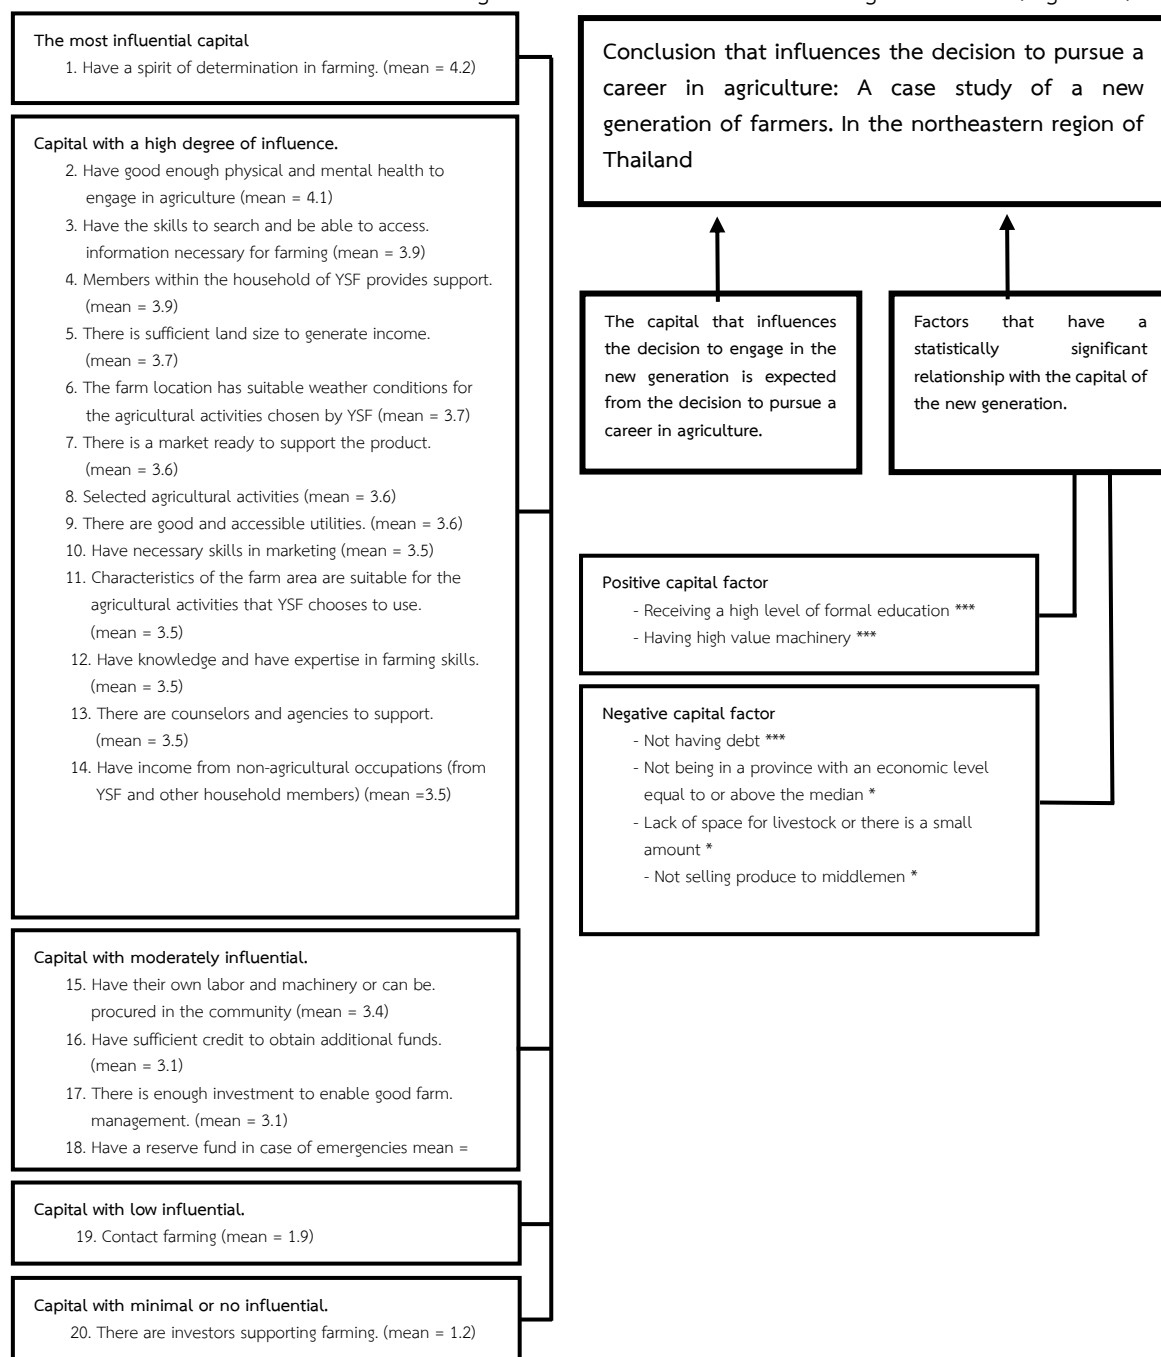 The most influential capital
1. Have a spirit of determination in farming. (mean = 4.2)
Capital with a high degree of influence.
2. Have good enough physical and mental health to
engage in agriculture (mean = 4.1)
3. Have the skills to search and be able to access.
information necessary for farming (mean = 3.9)
4. Members within the household of YSF provides support.
(mean = 3.9)
5. There is sufficient land size to generate income.
(mean = 3.7)
6. The farm location has suitable weather conditions for
the agricultural activities chosen by YSF (mean = 3.7)
7. There is a market ready to support the product.
(mean = 3.6)
8. Selected agricultural activities (mean = 3.6)
9. There are good and accessible utilities. (mean = 3.6)
10. Have necessary skills in marketing (mean = 3.5)
11. Characteristics of the farm area are suitable for the
agricultural activities that YSF chooses to use.
(mean = 3.5)
12. Have knowledge and have expertise in farming skills.
(mean = 3.5)
13. There are counselors and agencies to support.
(mean = 3.5)
14. Have income from non-agricultural occupations (from
YSF and other household members) (mean =3.5)
Capital with moderately influential.
15. Have their own labor and machinery or can be.
procured in the community (mean = 3.4)
16. Have sufficient credit to obtain additional funds.
(mean = 3.1)
17. There is enough investment to enable good farm.
management. (mean = 3.1)
18. Have a reserve fund in case of emergencies mean =
Capital with low influential.
19. Contact farming (mean = 1.9)
Capital with minimal or no influential.
20. There are investors supporting farming. (mean = 1.2)
Conclusion that influences the decision to pursue a
career in agriculture: A case study of a new
generation of farmers. In the northeastern region of
Thailand
The capital that influences
the decision to engage in the
new generation is expected
from the decision to pursue a
career in agriculture.
Factors that have a
statistically significant
relationship with the capital of
the new generation.
Positive capital factor
- Receiving a high level of formal education ***
- Having high value machinery ***
Negative capital factor
- Not having debt ***
- Not being in a province with an economic level
equal to or above the median *
- Lack of space for livestock or there is a small
amount *
- Not selling produce to middlemen *